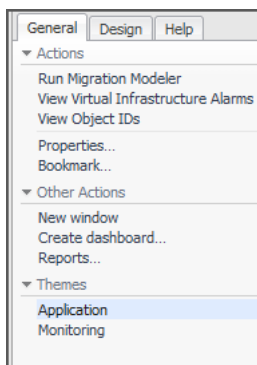 General Design Help
Actions
Run Migration Modeler
View Virtual Infrastructure Alarms
View Object IDs
Properties...
Bookmark...
Other Actions
New window
Create dashboard...
Reports...
Themes
Application
Monitoring